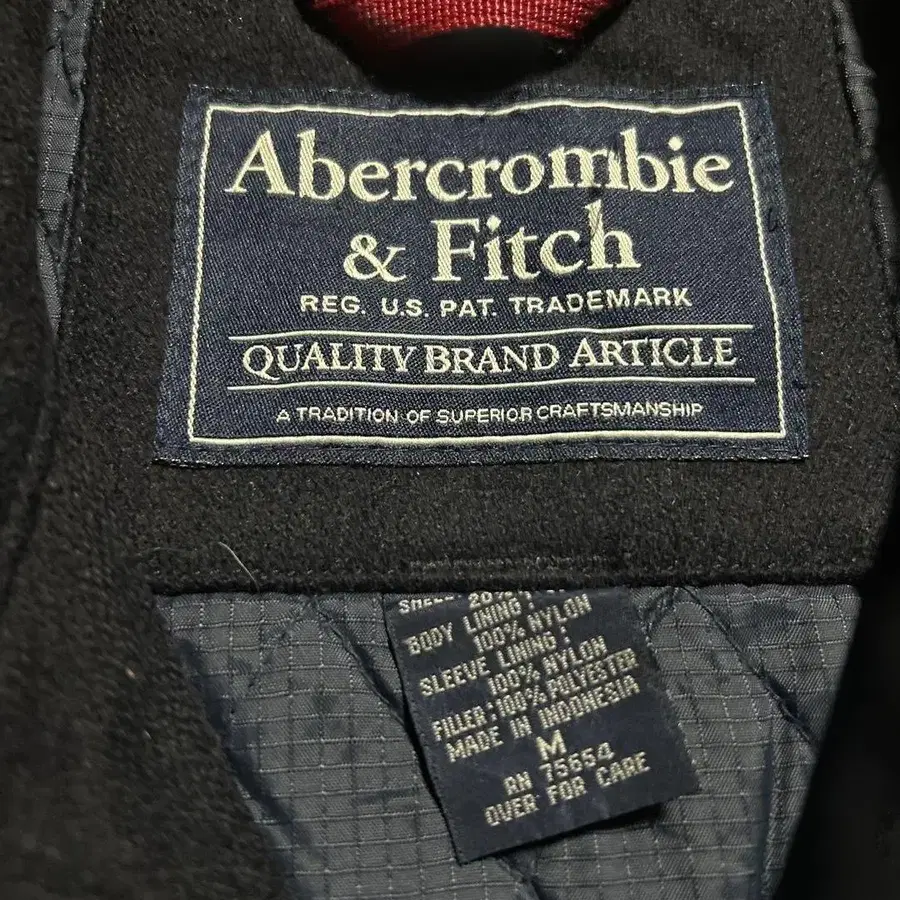 Abercrombie
& Fitch
REG. U.S. PAT. TRADEMARK
QUALITY BRAND ARTICLE
A TRADITION OF SUPERIOR CRAFTSMANSHIP
BODY LINING:
100% NYLON
SLEEVE LINING:
100% NYLON
FILLER:100% POLYESTER
MADE IN INDONESIA
M
RN 75654
OVER FOR CARE